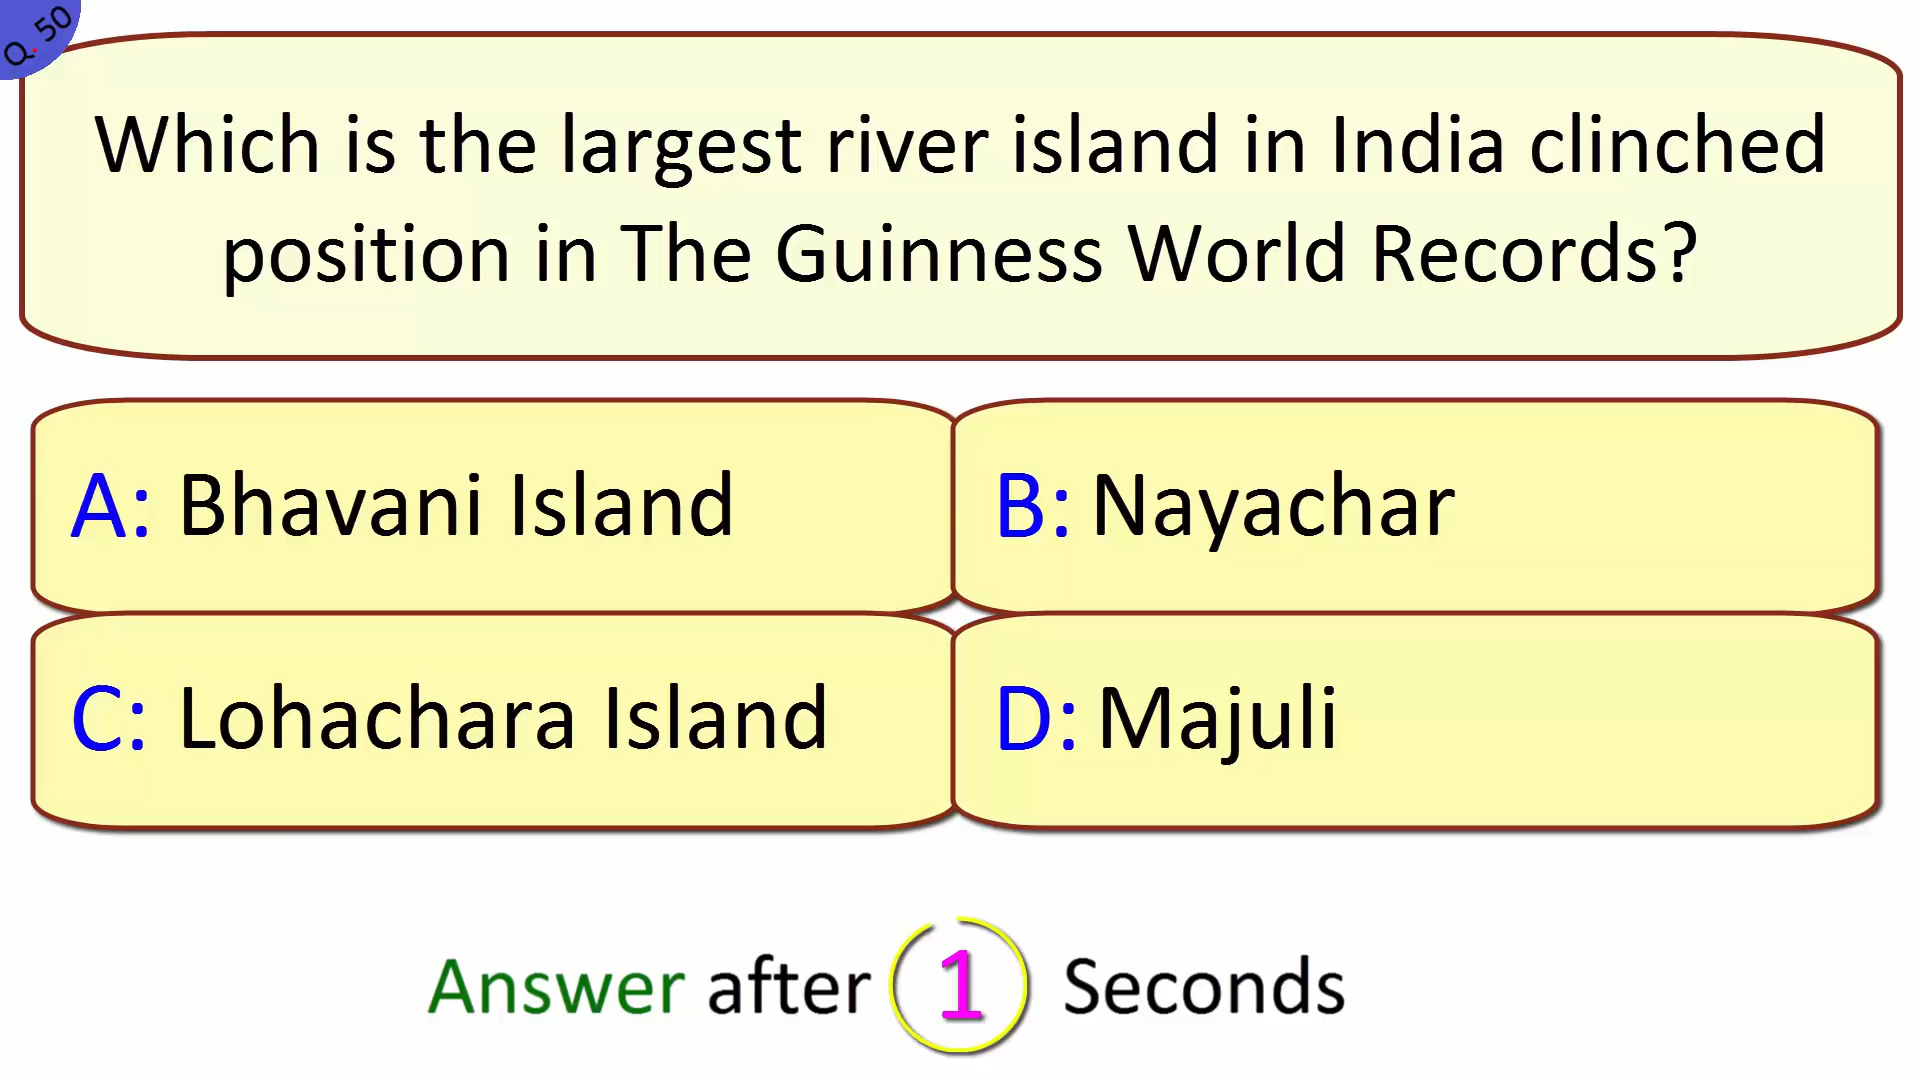 Q. 50
Which is the largest river island in India clinched
position in The Guinness World Records?
A: Bhavani Island
B: Nayachar
C: Lohachara Island
D: Majuli
Answer after 1 Seconds